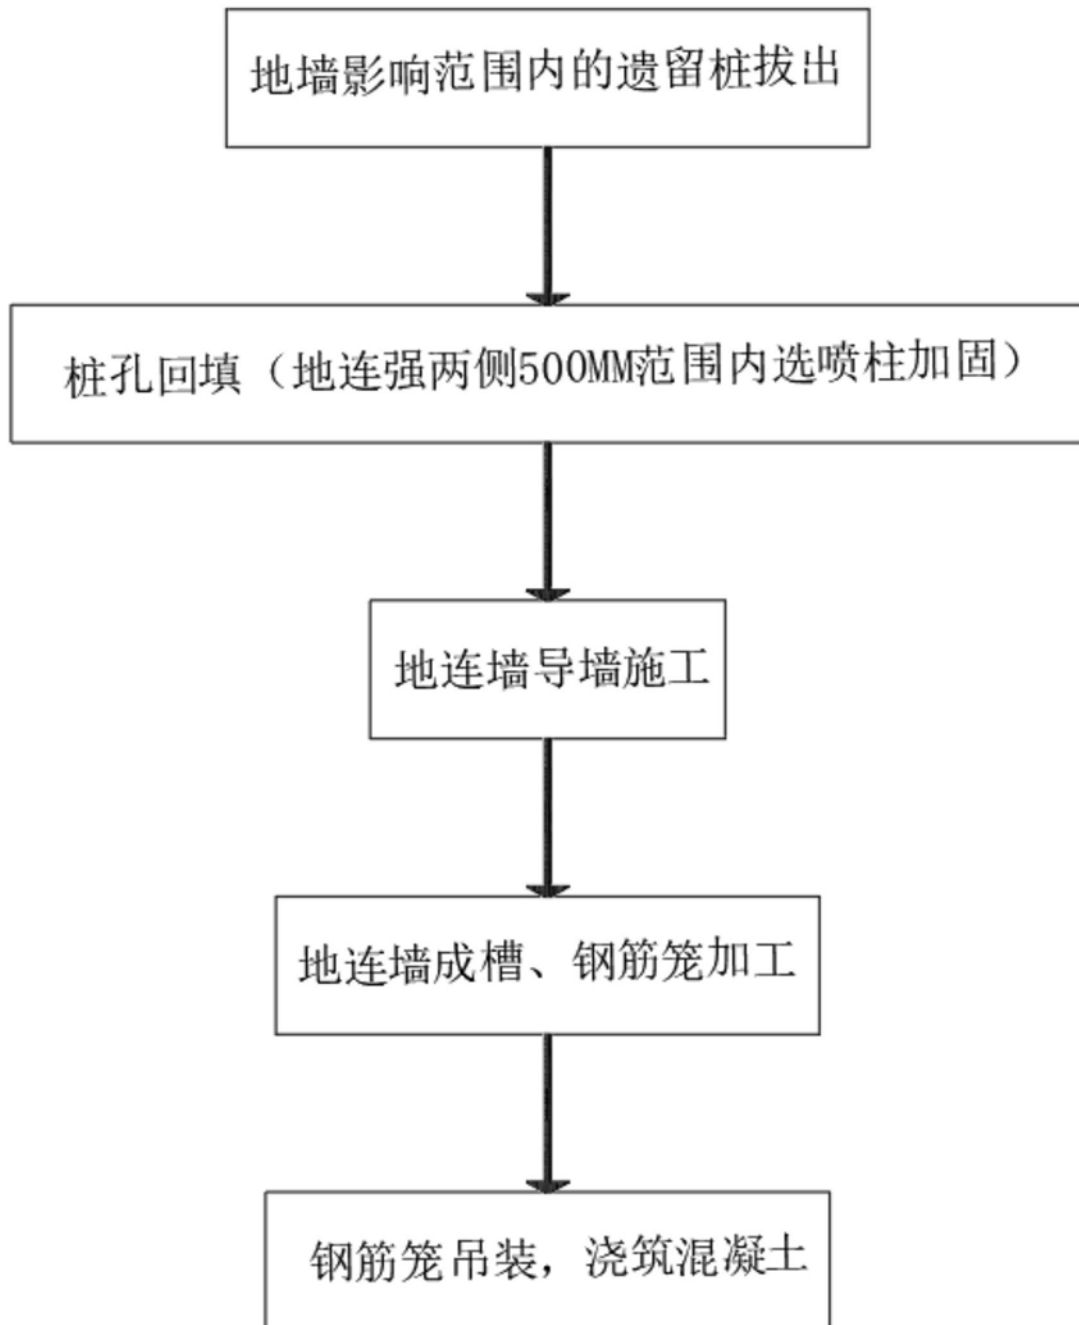 地墙影响范围内的遗留桩拔出
桩孔回填（地连强两侧500MM范围内选喷柱加固）
地连墙导墙施工
地连墙成槽、钢筋笼加工
钢筋笼吊装，浇筑混凝土